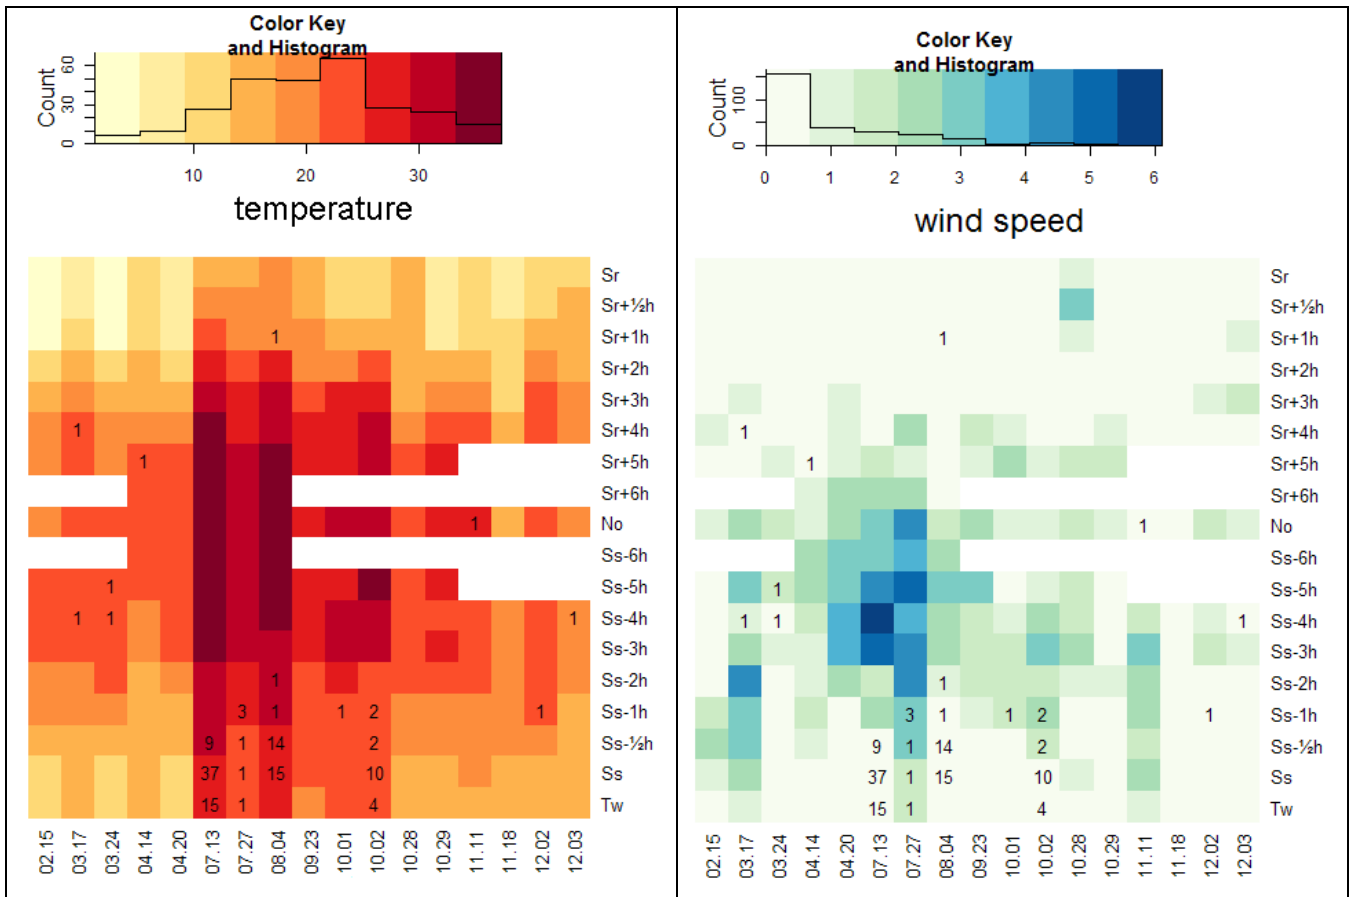 Color Key
and Histogram
Count
0 30 60
10 20 30
temperature
Sr
Sr+½h
1 Sr+1h
Sr+2h
Sr+3h
1 Sr+4h
1 Sr+5h
Sr+6h
1 No
Ss-6h
1 Ss-5h
1 1 1 Ss-4h
Ss-3h
1 Ss-2h
3 1 1 2 1 Ss-1h
9 1 14 2 Ss-½h
37 1 15 10 Ss
15 1 4 Tw
02.15 03.17 03.24 04.14 04.20 07.13 07.27 08.04 09.23 10.01 10.02 10.28 10.29 11.11 11.18 12.02 12.03
Color Key
and Histogram
Count
0 100
0 1 2 3 4 5 6
wind speed
Sr
Sr+½h
1 Sr+1h
Sr+2h
Sr+3h
1 Sr+4h
1 Sr+5h
Sr+6h
1 No
Ss-6h
1 Ss-5h
1 1 1 Ss-4h
Ss-3h
1 Ss-2h
3 1 1 2 1 Ss-1h
9 1 14 2 Ss-½h
37 1 15 10 Ss
15 1 4 Tw
02.15 03.17 03.24 04.14 04.20 07.13 07.27 08.04 09.23 10.01 10.02 10.28 10.29 11.11 11.18 12.02 12.03